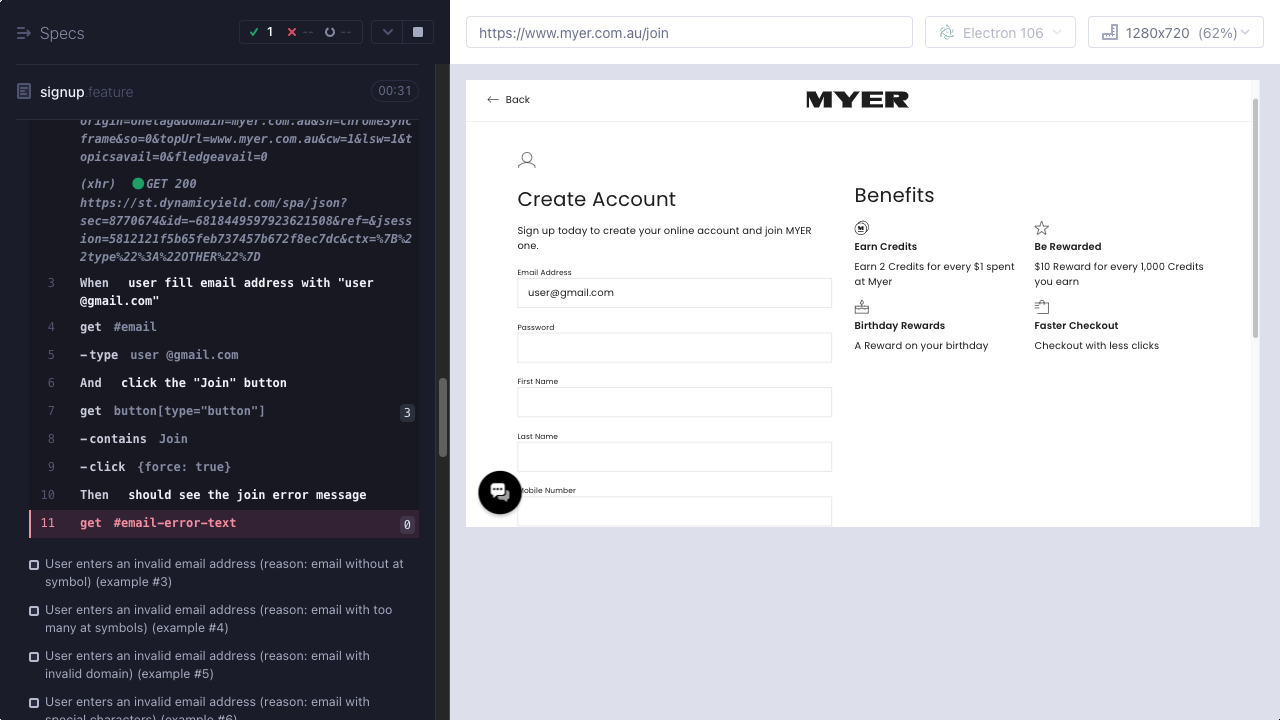 Specs
1
--
--
signup.feature
00:31
origin=onetag&domain=myer.com.au&sn=ChromeSync
frame&so=0&topUrl=www.myer.com.au&cw=1&lsw=1&t
opicsavail=0&fledgeavail=0
(xhr) GET 200
https://st.dynamicyield.com/spa/json?
sec=8770674&id=-6818449597923621508&ref=&jsess
ion=5812121f5b65feb737457b672f8ec7dc&ctx=%7B%2
2type%22%3A%22OTHER%22%7D
3 When user fill email address with "user
@gmail.com"
4 get #email
5 -type user @gmail.com
6 And click the "Join" button
7 get button[type="button"] 3
8 -contains Join
9 -click {force: true}
10 Then should see the join error message
11 get #email-error-text 0
User enters an invalid email address (reason: email without at
symbol) (example #3)
User enters an invalid email address (reason: email with too
many at symbols) (example #4)
User enters an invalid email address (reason: email with
invalid domain) (example #5)
User enters an invalid email address (reason: email with
special characters) (example #6)
https://www.myer.com.au/join
Electron 106
1280x720 (62%)
Back
MYER
Create Account
Sign up today to create your online account and join MYER
one.
Email Address
user@gmail.com
Password
First Name
Last Name
Mobile Number
Benefits
Earn Credits
Earn 2 Credits for every $1 spent
at Myer
Be Rewarded
$10 Reward for every 1,000 Credits
you earn
Birthday Rewards
A Reward on your birthday
Faster Checkout
Checkout with less clicks